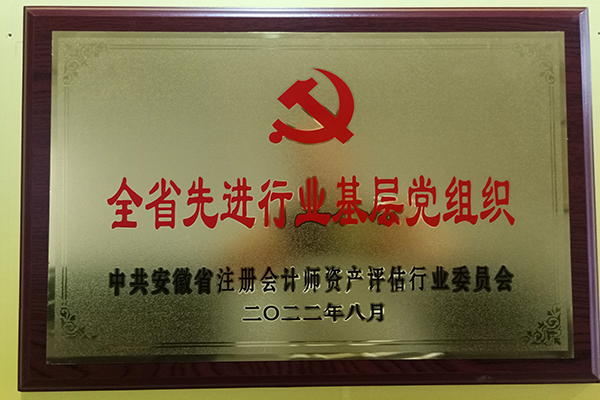 全省先进行业基层党组织
中共安徽省注册会计师资产评估行业委员会
二〇二二年八月